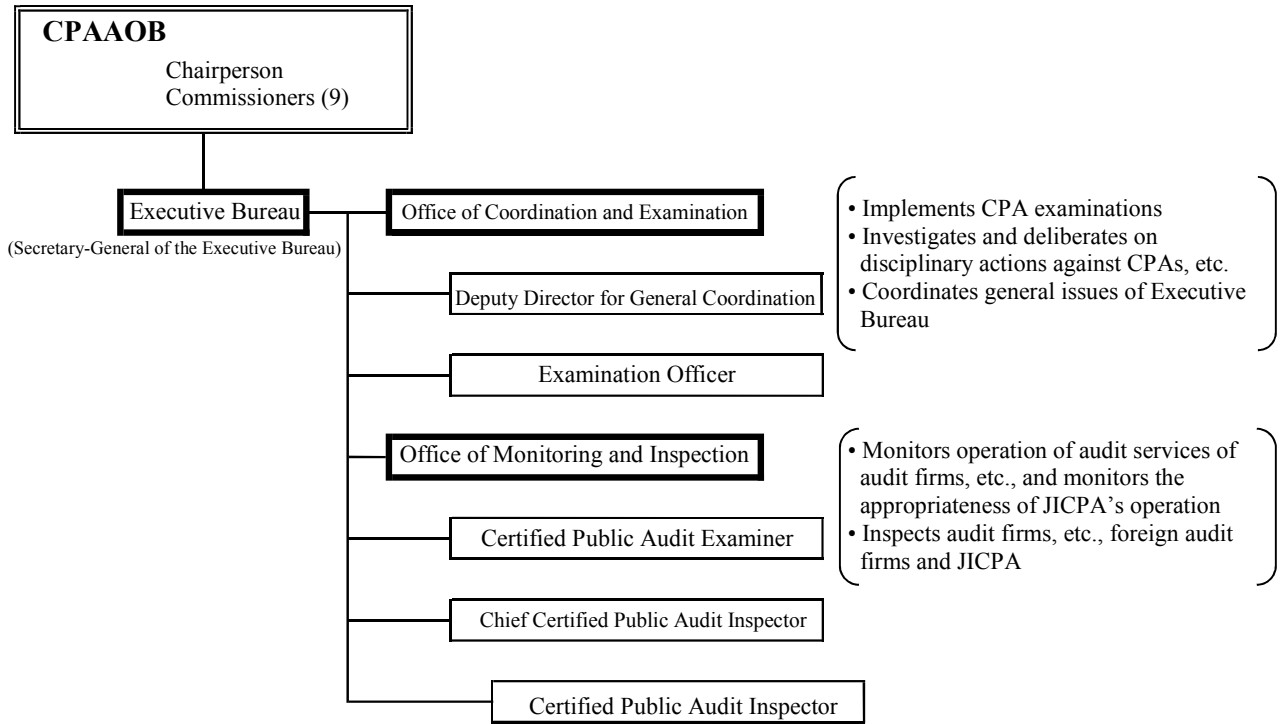 CPAAOB
Chairperson
Commissioners (9)
Executive Bureau
(Secretary-General of the Executive Bureau)
Office of Coordination and Examination
• Implements CPA examinations
• Investigates and deliberates on
disciplinary actions against CPAs, etc.
• Coordinates general issues of Executive
Bureau
Deputy Director for General Coordination
Examination Officer
Office of Monitoring and Inspection
• Monitors operation of audit services of
audit firms, etc., and monitors the
appropriateness of JICPA’s operation
• Inspects audit firms, etc., foreign audit
firms and JICPA
Certified Public Audit Examiner
Chief Certified Public Audit Inspector
Certified Public Audit Inspector